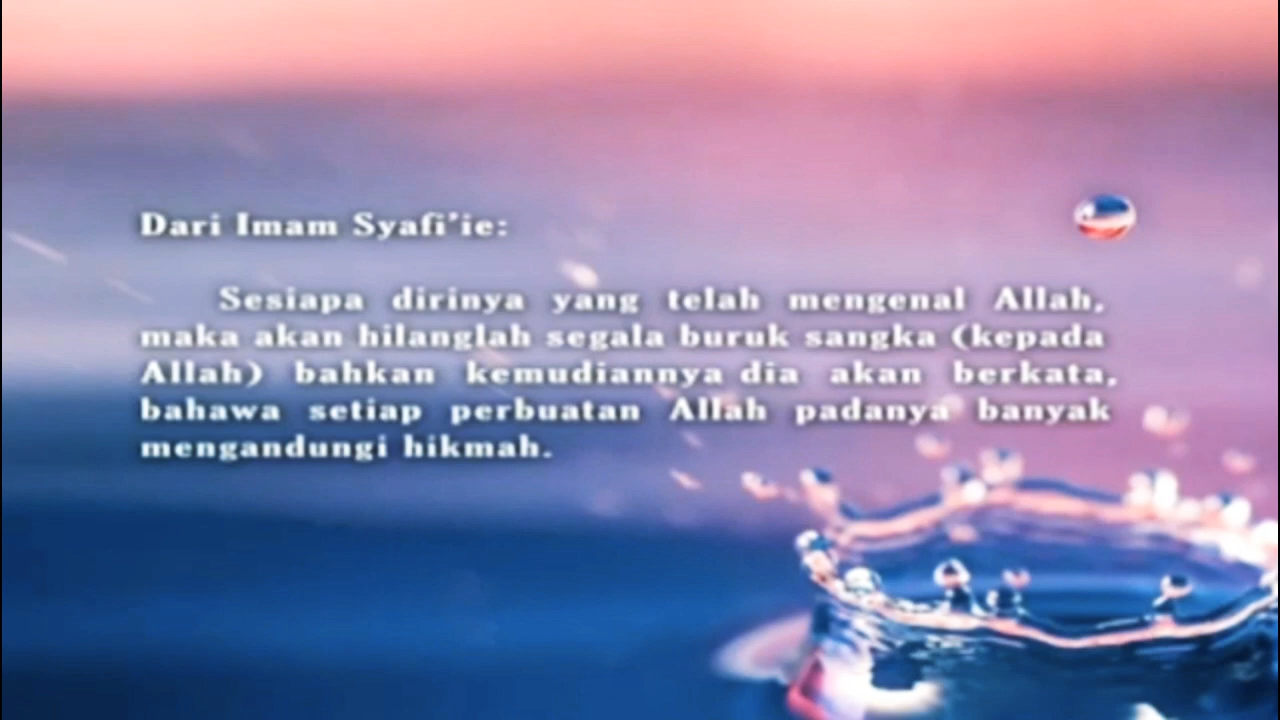 Dari Imam Syafi'ie:
Sesiapa dirinya yang telah mengenal Allah,
maka akan hilanglah segala buruk sangka (kepada
Allah) bahkan kemudiannya dia akan berkata,
bahawa setiap perbuatan Allah padanya banyak
mengandungi hikmah.